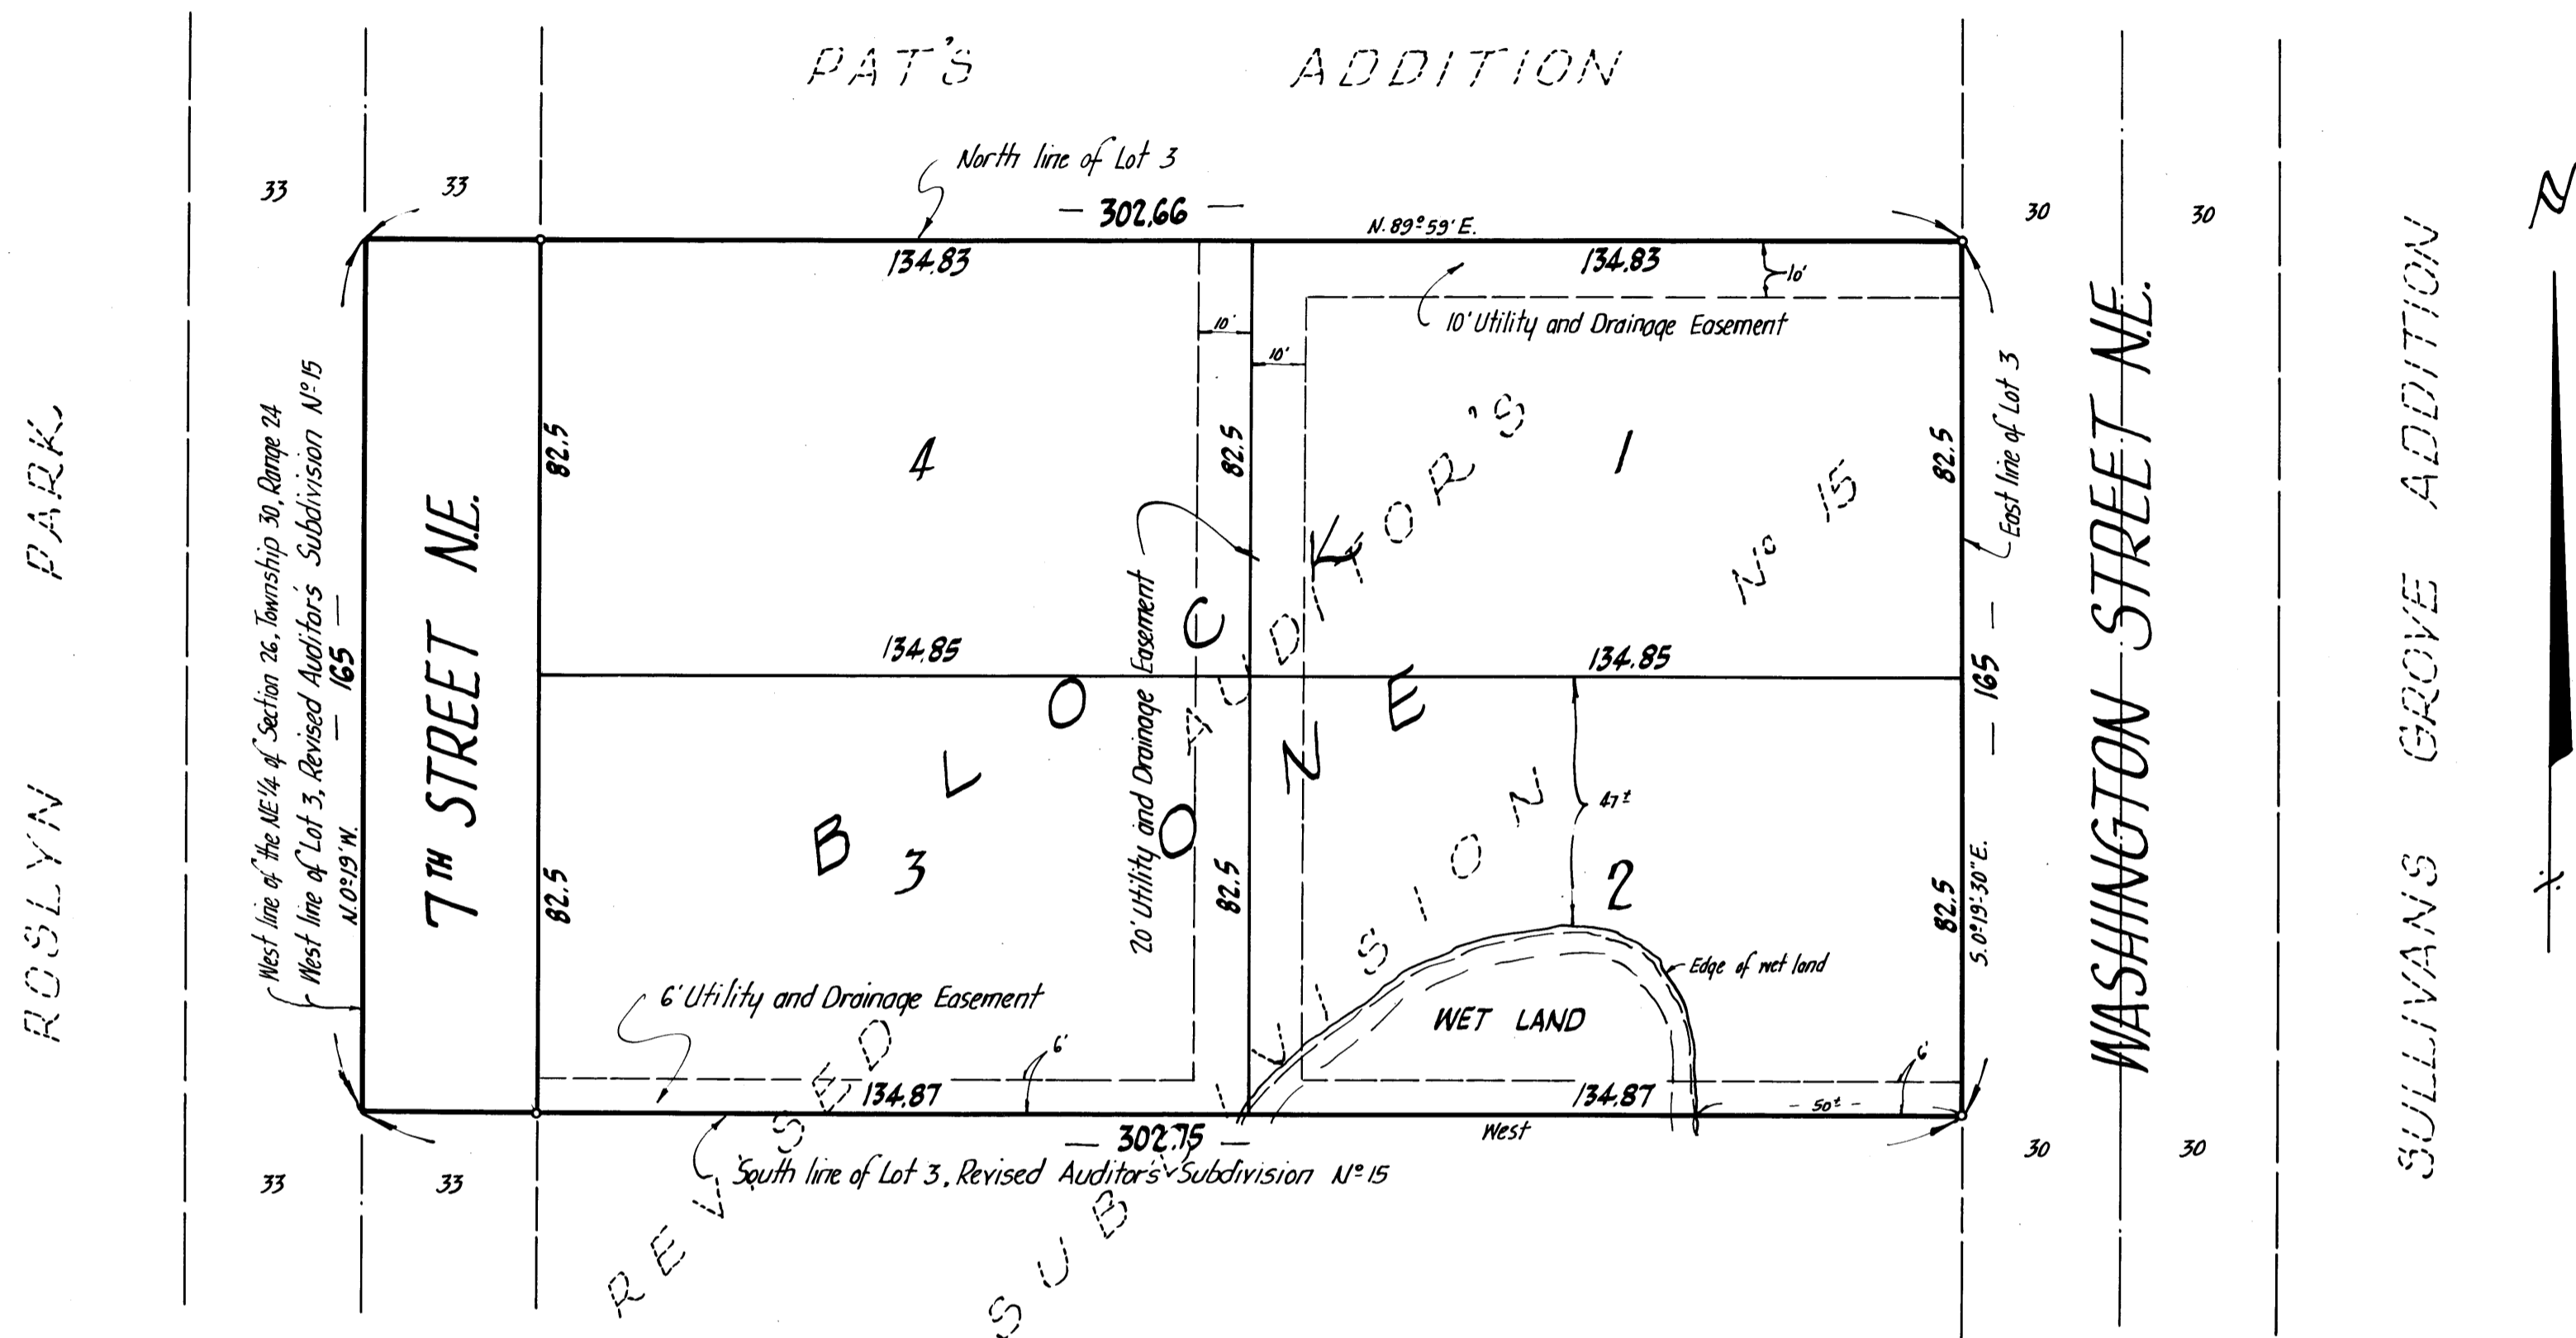 PAT'S ADDITION
North line of Lot 3
33
33
— 302.66 —
N. 89° 59' E.
30
30
134.83
134.83
10'
10' Utility and Drainage Easement
10'
10'
ROSLYN PARK
West line of the NE 1/4 of Section 26, Township 30, Range 24
West line of Lot 3, Revised Auditor's Subdivision Nº 15
N. 0° 19' W.
— 165 —
7TH STREET N.E.
82.5
4
82.5
1
82.5
East line of Lot 3
134.85
134.85
20' Utility and Drainage Easement
BLOCK
ONE
47±
82.5
3
82.5
2
82.5
— 165 —
S. 0° 19' 30" E.
WASHINGTON STREET N.E.
SULLIVANS GROVE ADDITION
N
Edge of wet land
WET LAND
6' Utility and Drainage Easement
6'
6'
134.87
134.87
- 50± -
— 302.75 —
West
South line of Lot 3, Revised Auditor's Subdivision Nº 15
33
33
30
30
REVISED AUDITOR'S
SUBDIVISION No 15